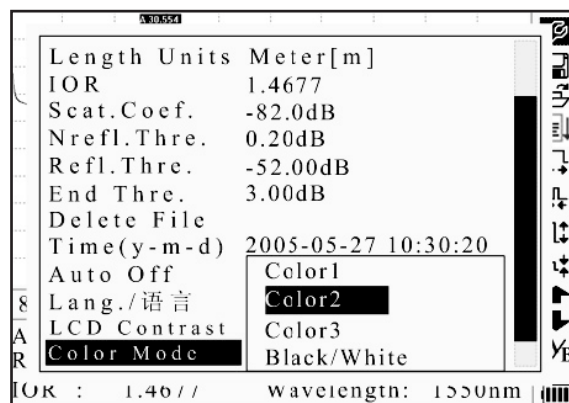 A 30.554
Length Units Meter[m]
IOR 1.4677
Scat.Coef. -82.0dB
Nrefl.Thre. 0.20dB
Refl.Thre. -52.00dB
End Thre. 3.00dB
Delete File
Time(y-m-d) 2005-05-27 10:30:20
Auto Off
Lang./语言
LCD Contrast
Color Mode
Color1
Color2
Color3
Black/White
8
A
R
IOR : 1.4677 Wavelength: 1550nm